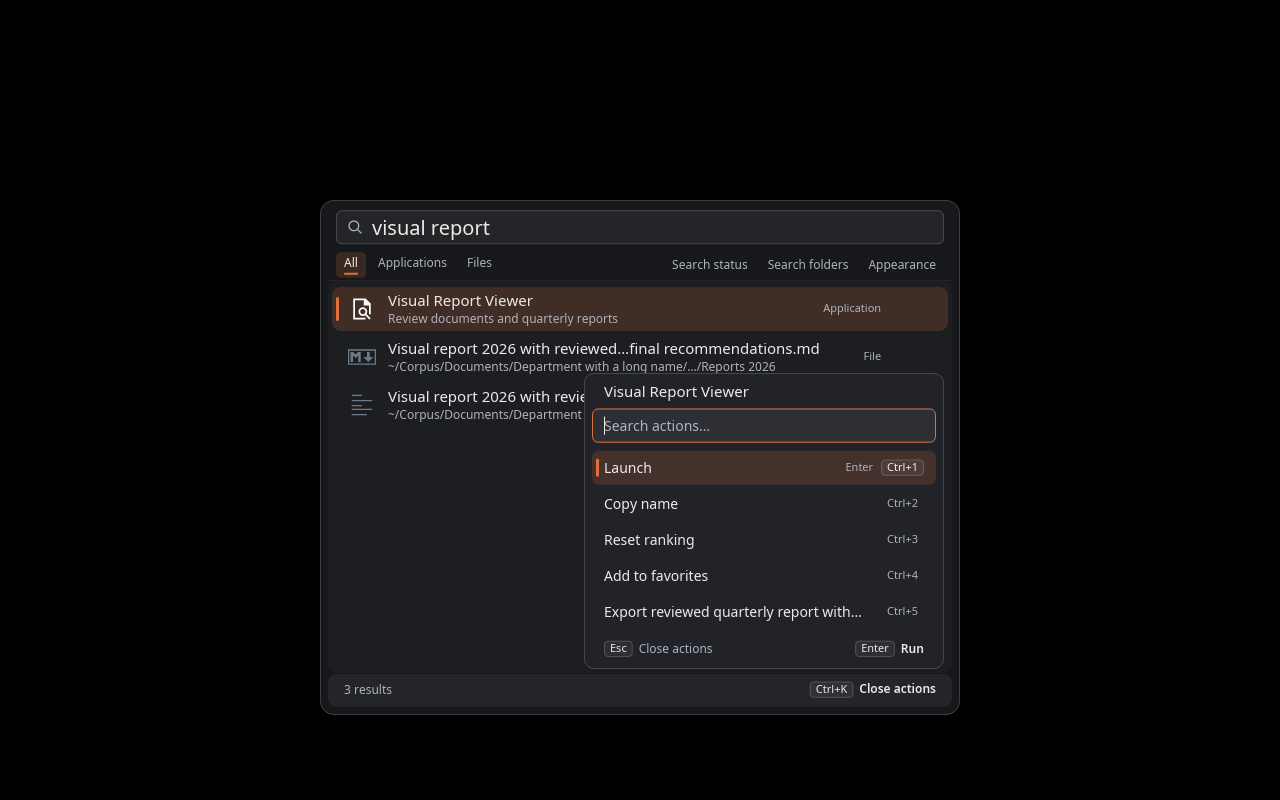 visual report
All Applications Files Search status Search folders Appearance
Visual Report Viewer
Review documents and quarterly reports
Application
Visual report 2026 with reviewed...final recommendations.md
~/Corpus/Documents/Department with a long name/.../Reports 2026
File
Visual report 2026 with
~/Corpus/Documents/Department
Visual Report Viewer
Search actions...
Launch Enter Ctrl+1
Copy name Ctrl+2
Reset ranking Ctrl+3
Add to favorites Ctrl+4
Export reviewed quarterly report with... Ctrl+5
Esc Close actions Enter Run
3 results Ctrl+K Close actions